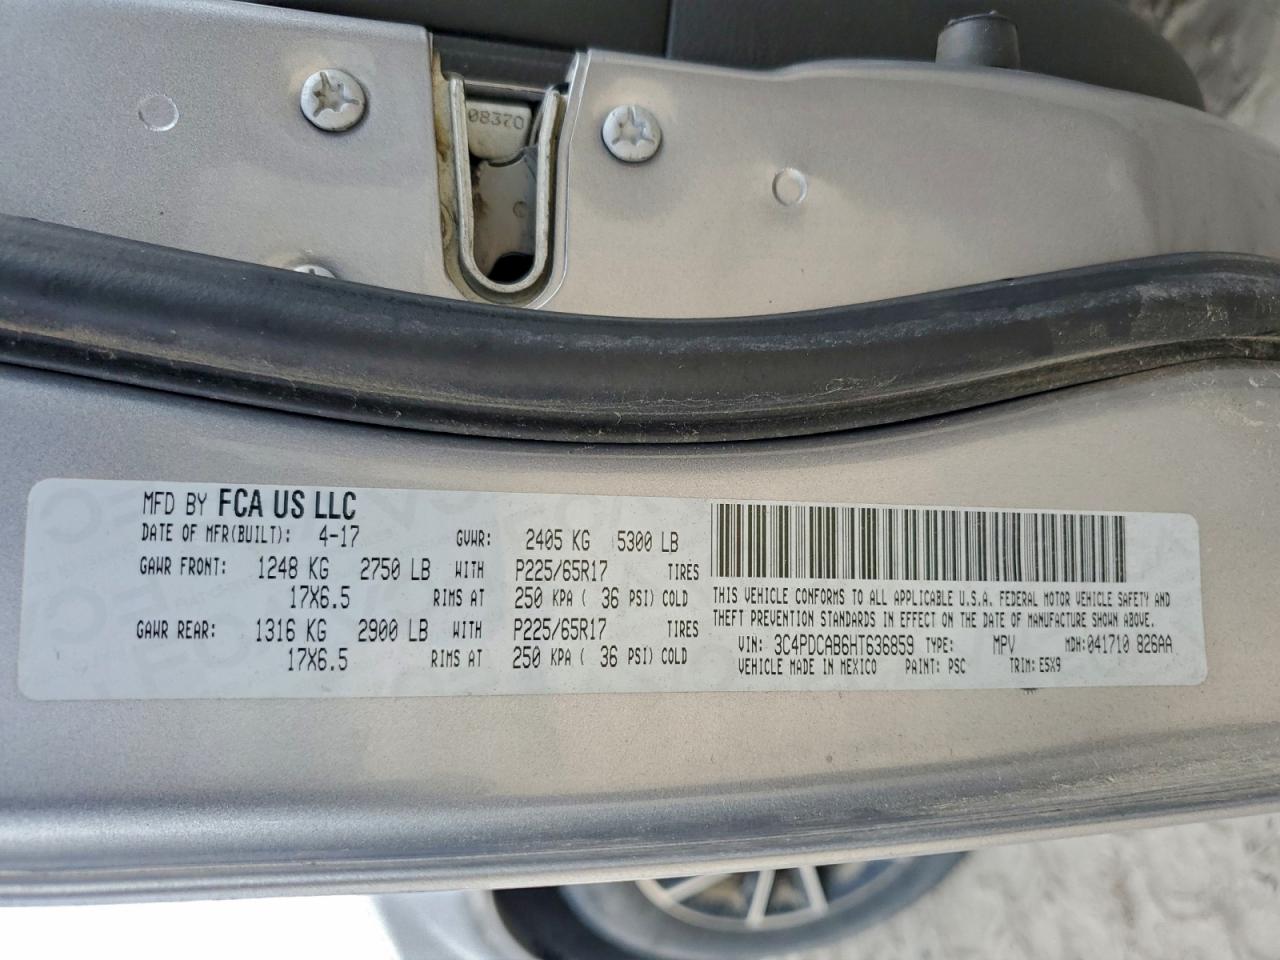 08370
MFD BY FCA US LLC
DATE OF MFR(BUILT): 4-17 GVWR: 2405 KG 5300 LB
GAWR FRONT: 1248 KG 2750 LB WITH P225/65R17 TIRES
17X6.5 RIMS AT 250 KPA ( 36 PSI) COLD
GAWR REAR: 1316 KG 2900 LB WITH P225/65R17 TIRES
17X6.5 RIMS AT 250 KPA ( 36 PSI) COLD
THIS VEHICLE CONFORMS TO ALL APPLICABLE U.S.A. FEDERAL MOTOR VEHICLE SAFETY AND
THEFT PREVENTION STANDARDS IN EFFECT ON THE DATE OF MANUFACTURE SHOWN ABOVE.
VIN: 3C4PDCAB6HT636859 TYPE: MPV MDH:041710 826AA
VEHICLE MADE IN MEXICO PAINT: PSC TRIM: E5X9